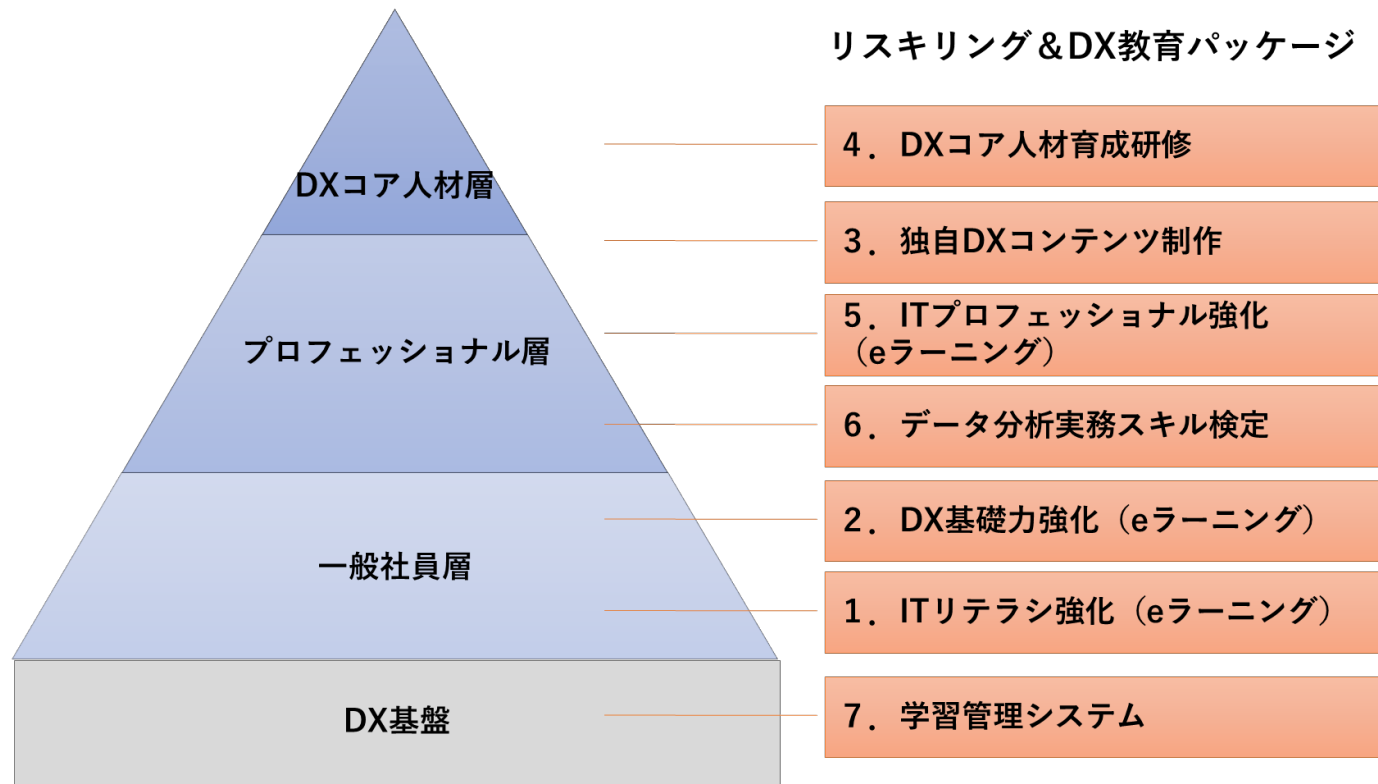 リスキリング＆DX教育パッケージ
DXコア人材層
プロフェッショナル層
一般社員層
DX基盤
4．DXコア人材育成研修
3．独自DXコンテンツ制作
5．ITプロフェッショナル強化
（eラーニング）
6．データ分析実務スキル検定
2．DX基礎力強化（eラーニング）
1．ITリテラシ強化（eラーニング）
7．学習管理システム